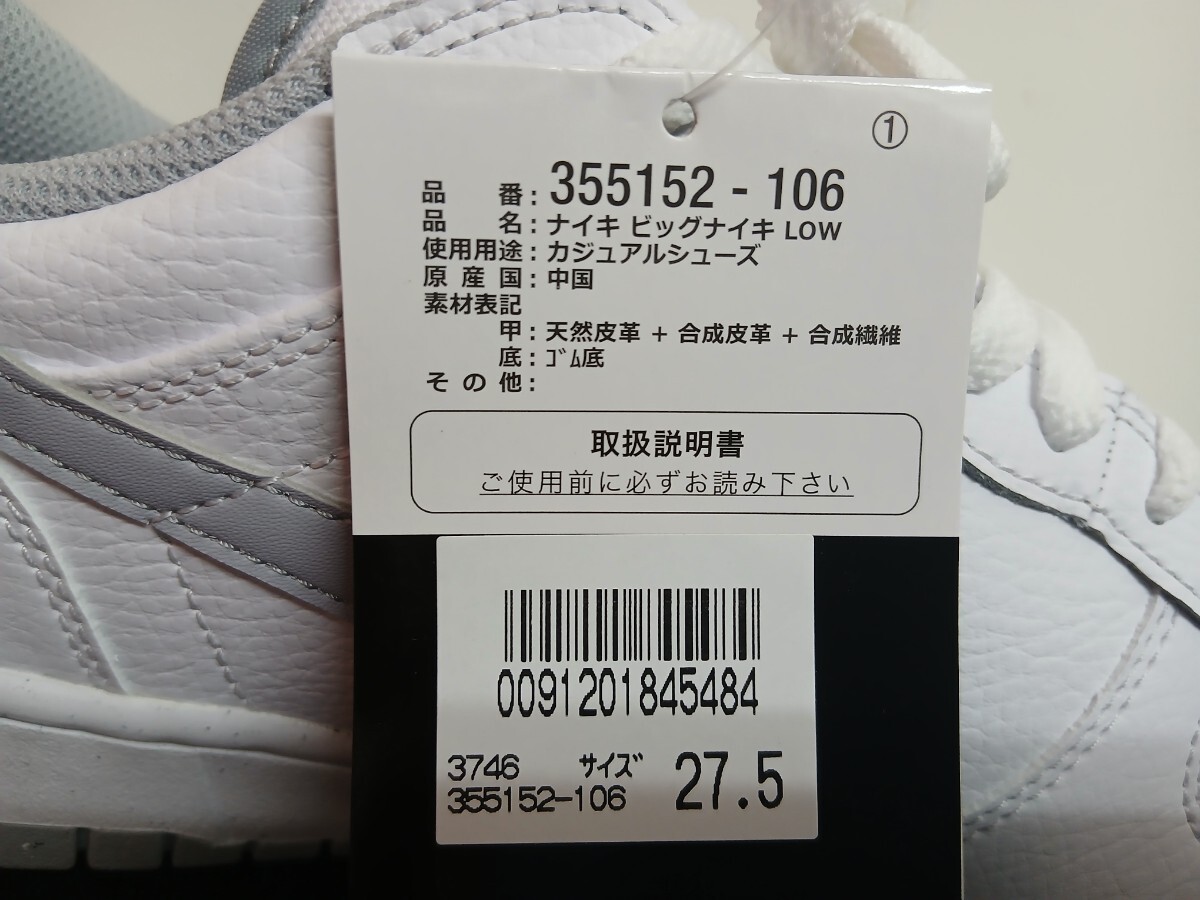 ①
品番：355152 - 106
品名：ナイキ ビッグナイキ LOW
使用用途：カジュアルシューズ
原産国：中国
素材表記
甲：天然皮革 + 合成皮革 + 合成繊維
底：ｺﾞﾑ底
その他：
取扱説明書
ご使用前に必ずお読み下さい
0091201845484
3746 ｻｲｽﾞ 27.5
355152-106